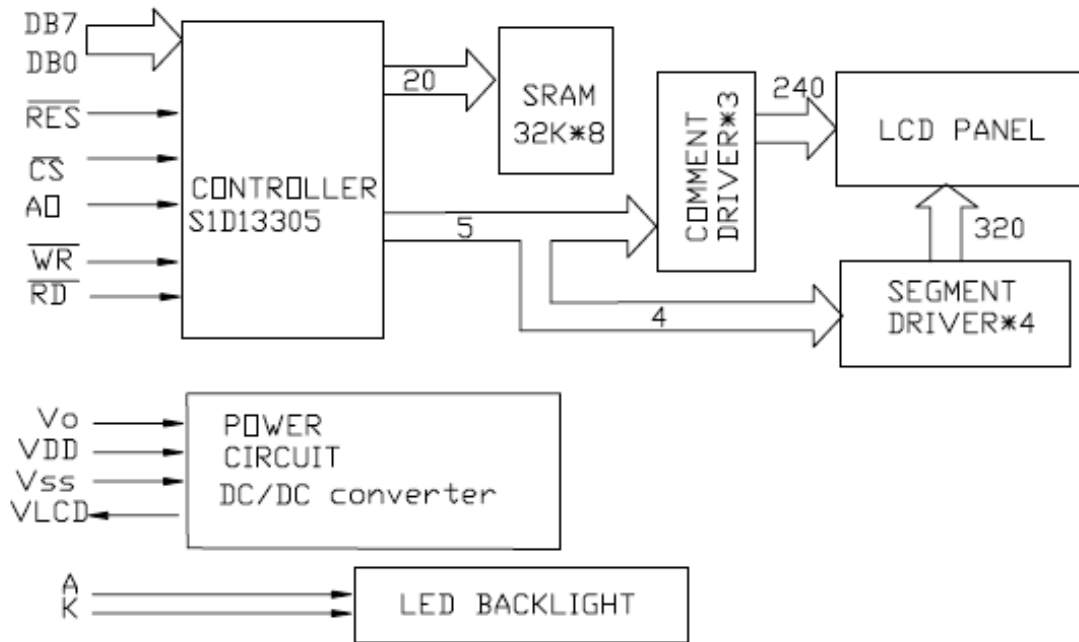 DB7
DB0
RES
CS
A0
WR
RD
CONTROLLER
S1D13305
20
SRAM
32K*8
5
4
COMMENT
DRIVER*3
240
LCD PANEL
320
SEGMENT
DRIVER*4
Vo
VDD
Vss
VLCD
POWER
CIRCUIT
DC/DC converter
A
K
LED BACKLIGHT